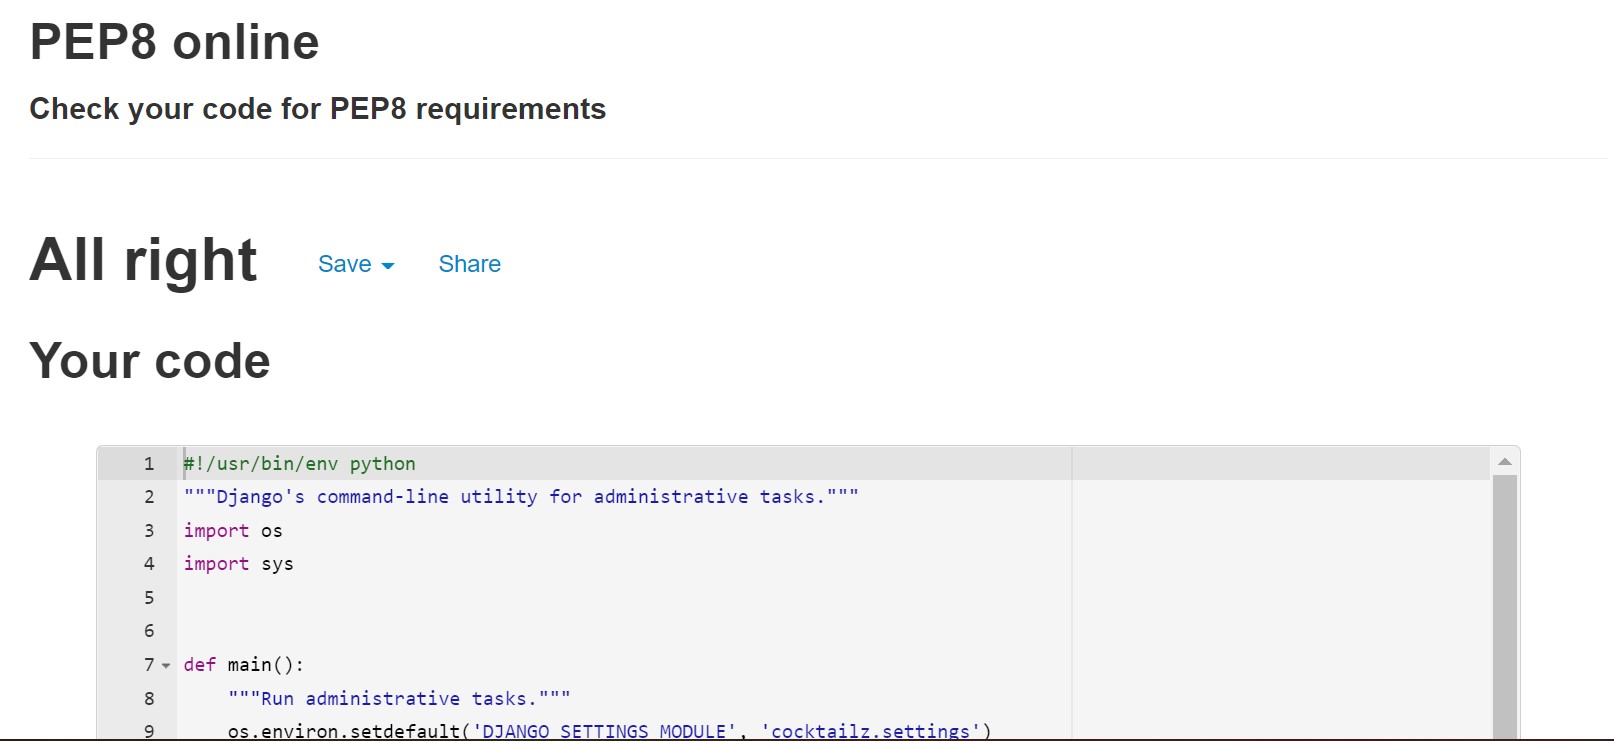 PEP8 online
Check your code for PEP8 requirements
All right Save Share
Your code
1 #!/usr/bin/env python
2 """Django's command-line utility for administrative tasks."""
3 import os
4 import sys
5
6
7 def main():
8     """Run administrative tasks."""
9     os.environ.setdefault('DJANGO_SETTINGS_MODULE', 'cocktailz.settings')